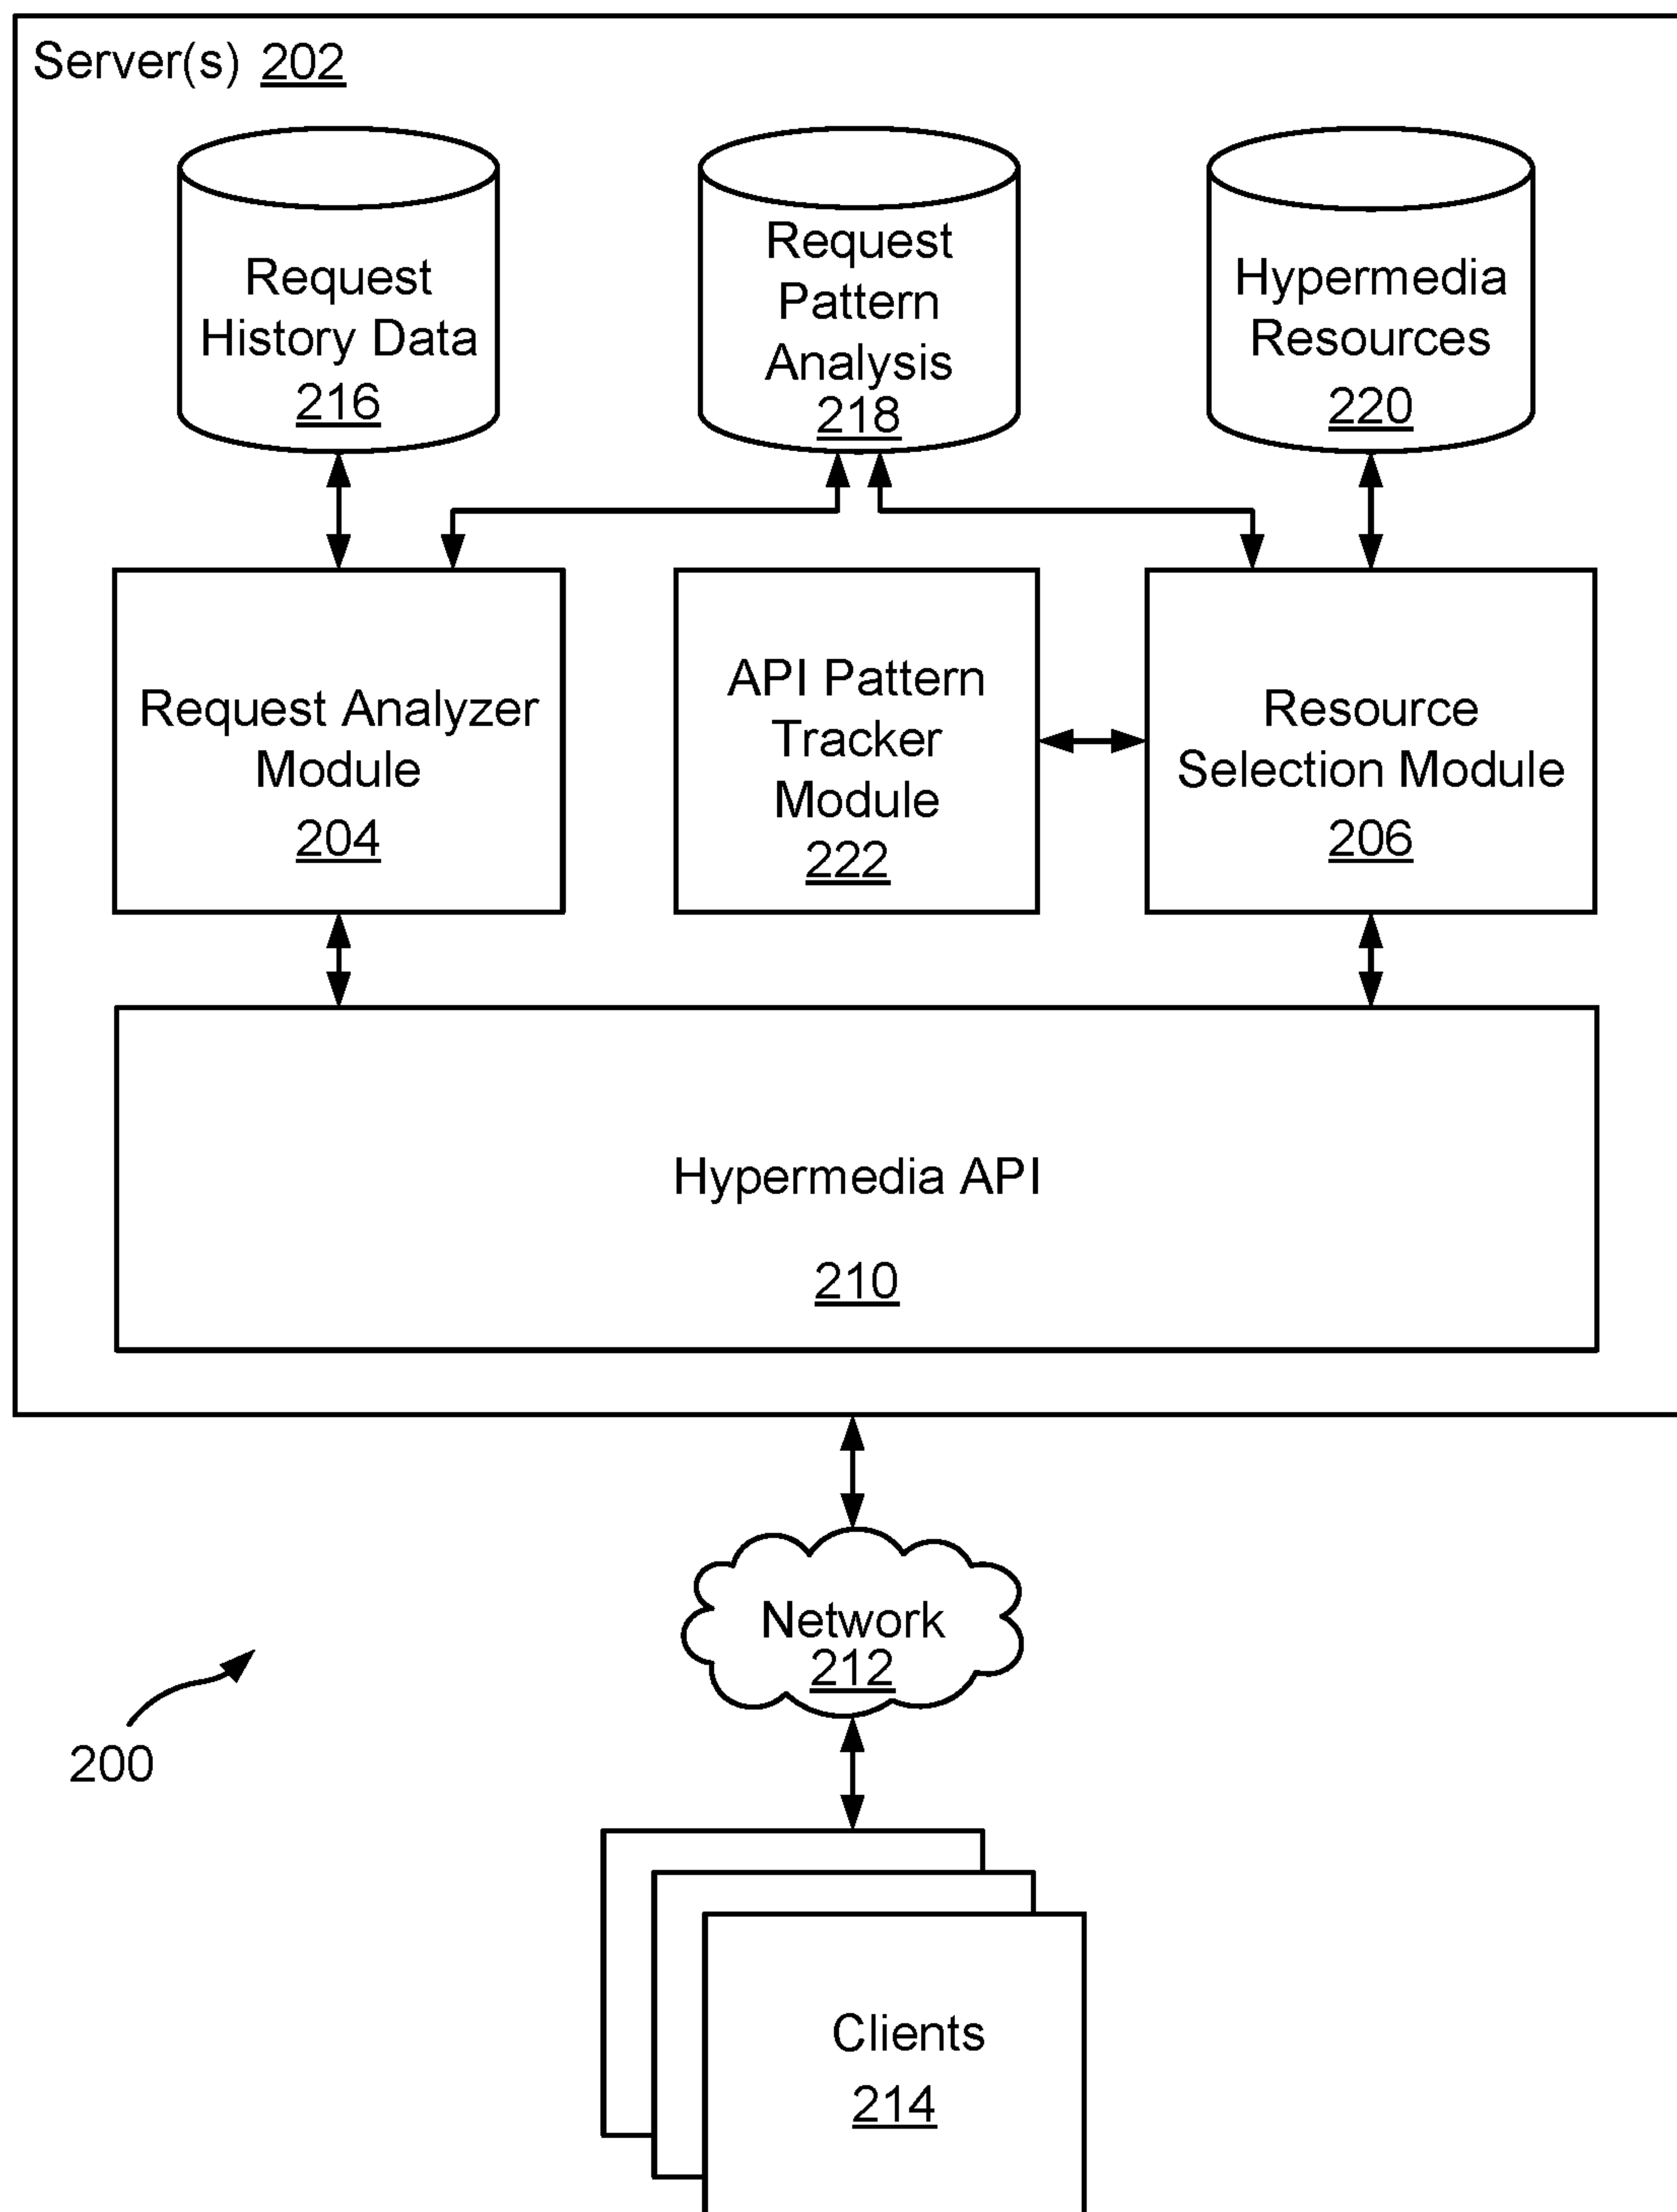 Server(s) 202
Request
History Data
216
Request
Pattern
Analysis
218
Hypermedia
Resources
220
Request Analyzer
Module
204
API Pattern
Tracker
Module
222
Resource
Selection Module
206
Hypermedia API
210
Network
212
200
Clients
214